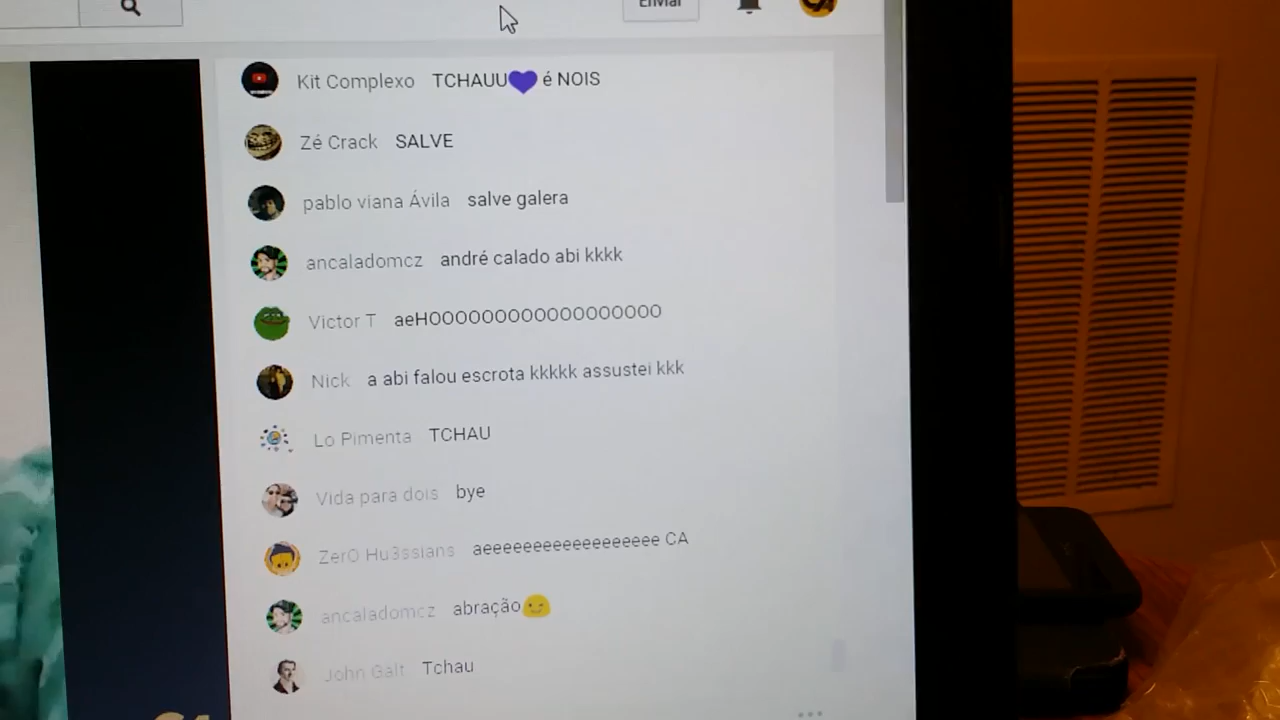 Enviar
Kit Complexo TCHAUU💜 é NOIS
Zé Crack SALVE
pablo viana Ávila salve galera
ancaladomcz andré calado abi kkkk
Victor T aeHOOOOOOOOOOOOOOOOOO
Nick a abi falou escrota kkkkk assustei kkk
Lo Pimenta TCHAU
Vida para dois bye
ZerO Hu3ssians aeeeeeeeeeeeeeeeeee CA
ancaladomcz abração😉
John Galt Tchau